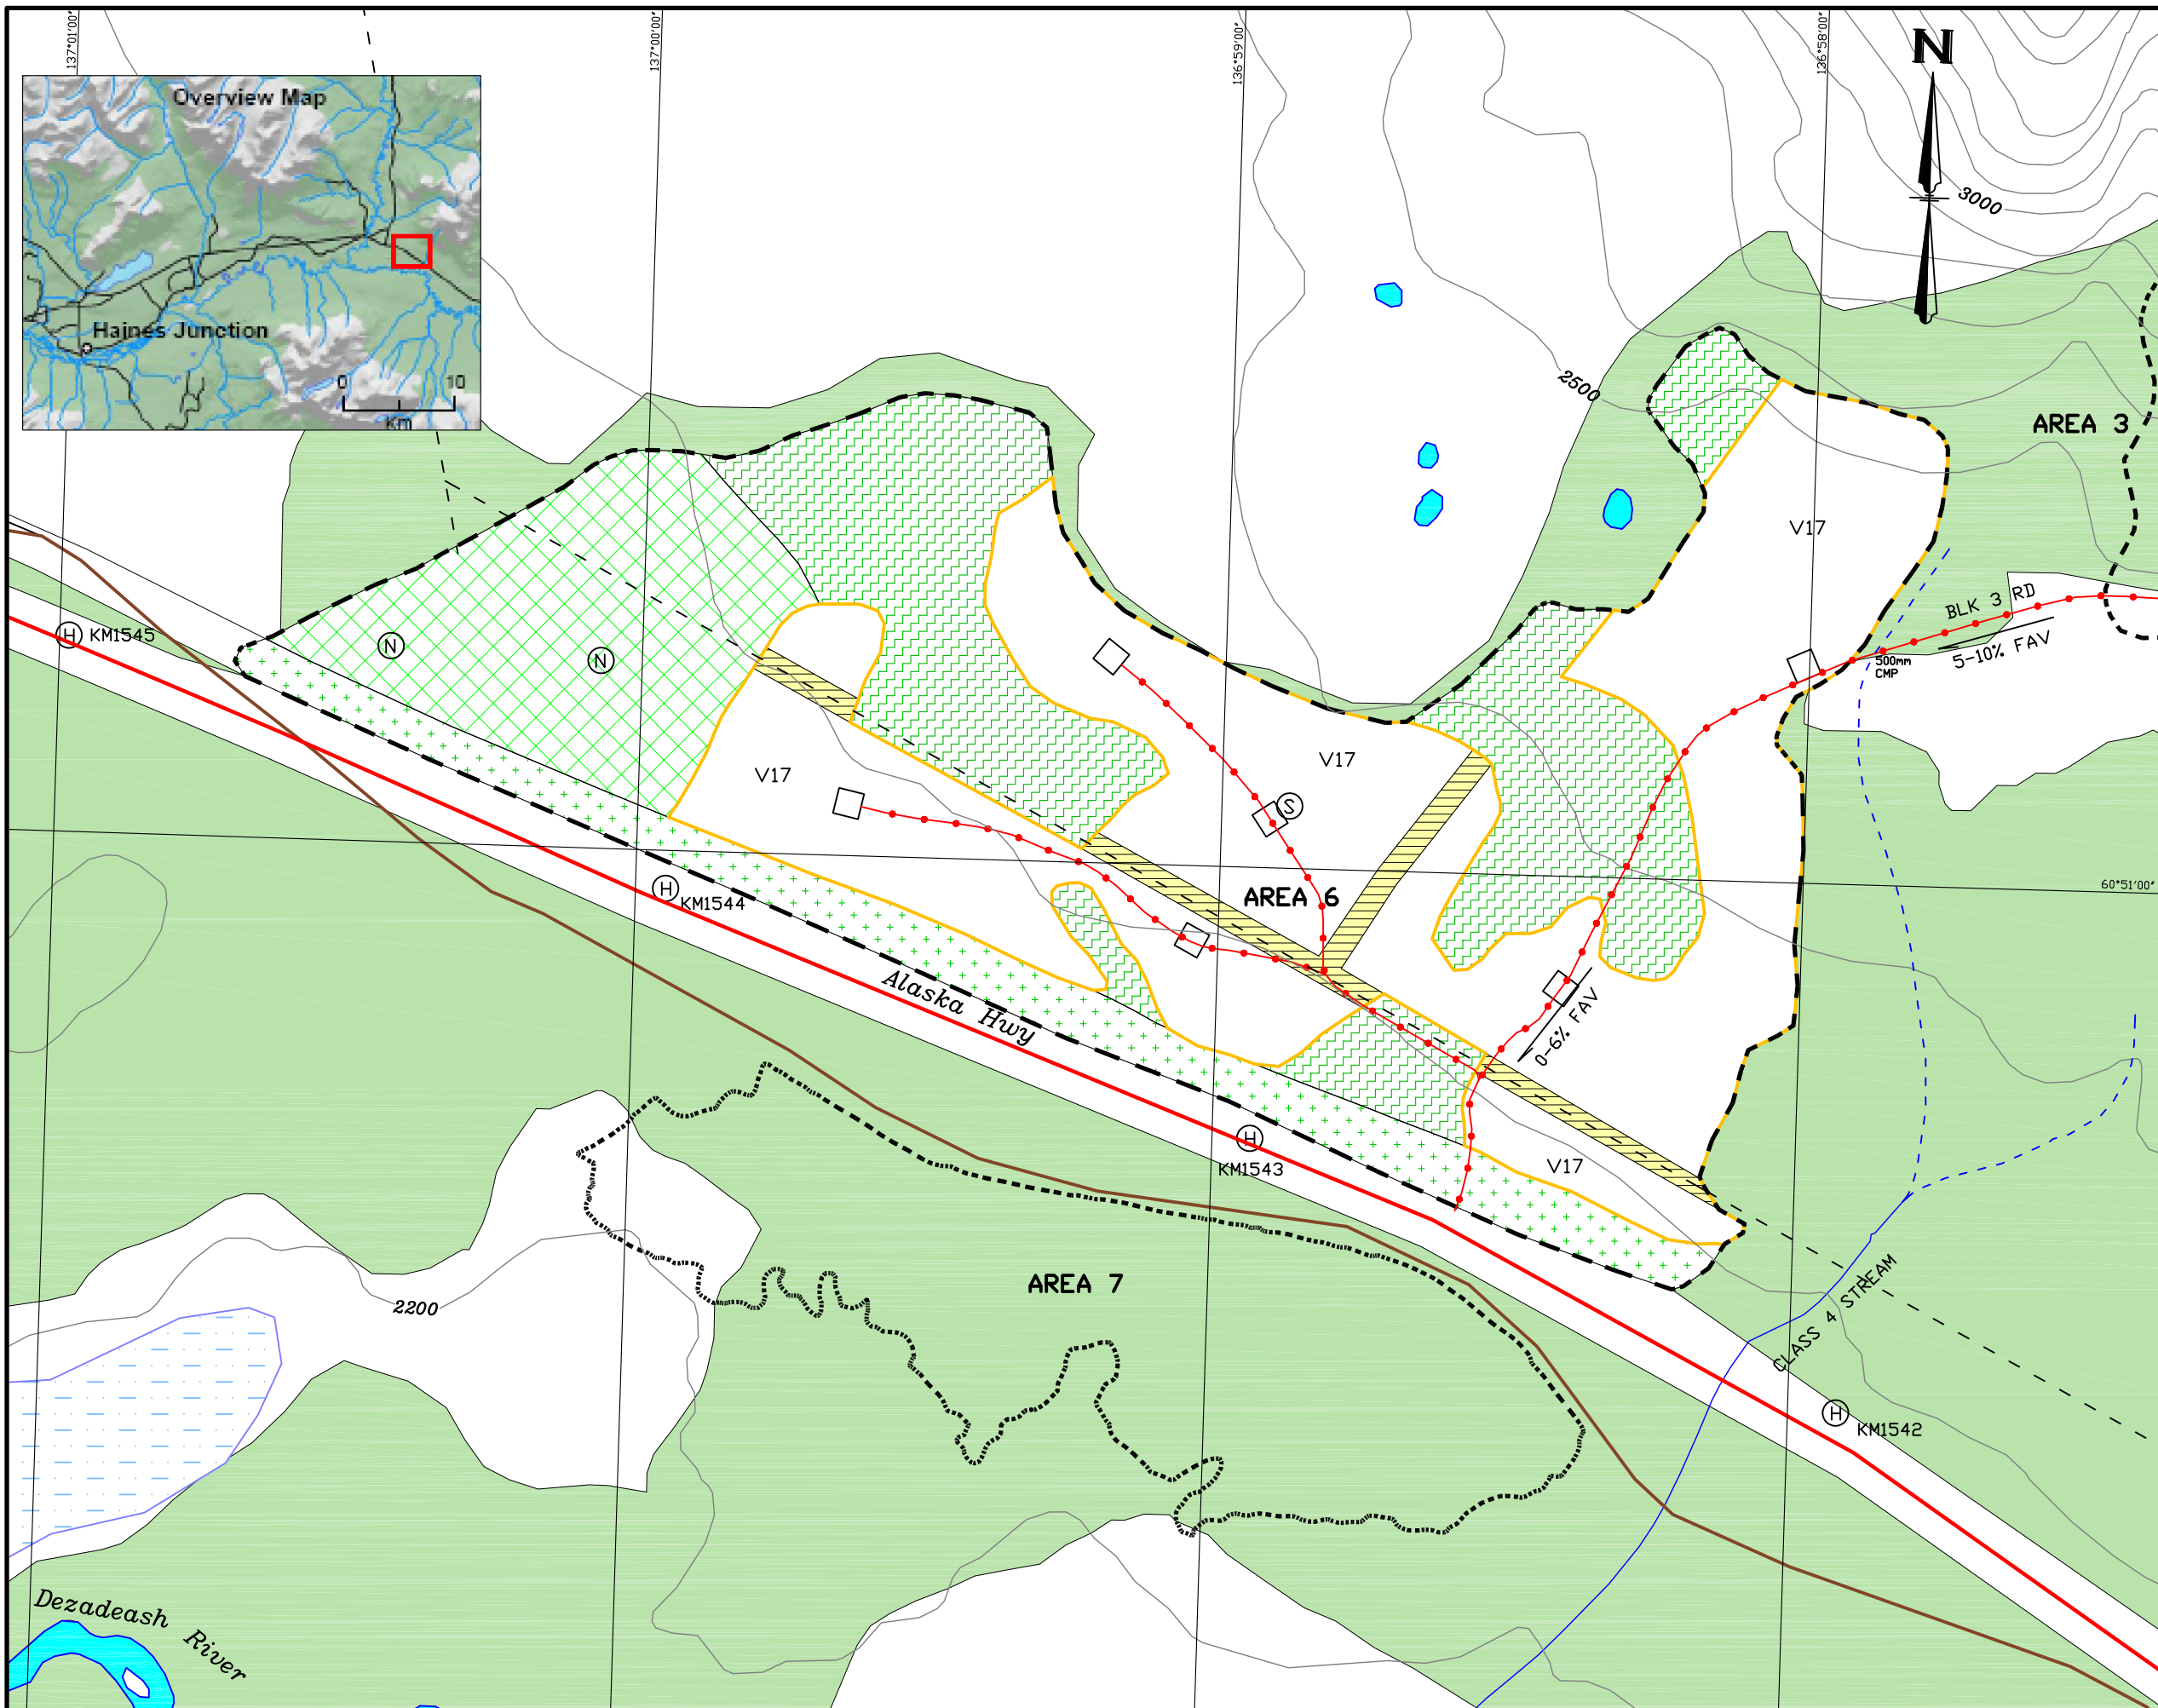 137°01'00"
137°00'00"
136°59'00"
136°58'00"
N
Overview Map
Haines Junction
0 10
Km
3000
2500
AREA 3
V17
BLK 3 RD
5-10% FAV
500mm
CMP
H KM1545
N
N
V17
V17
S
60°51'00"
AREA 6
H
KM1544
Alaska Hwy
0-6% FAV
H
KM1543
V17
AREA 7
2200
CLASS 4 STREAM
H
KM1542
Dezadeash River